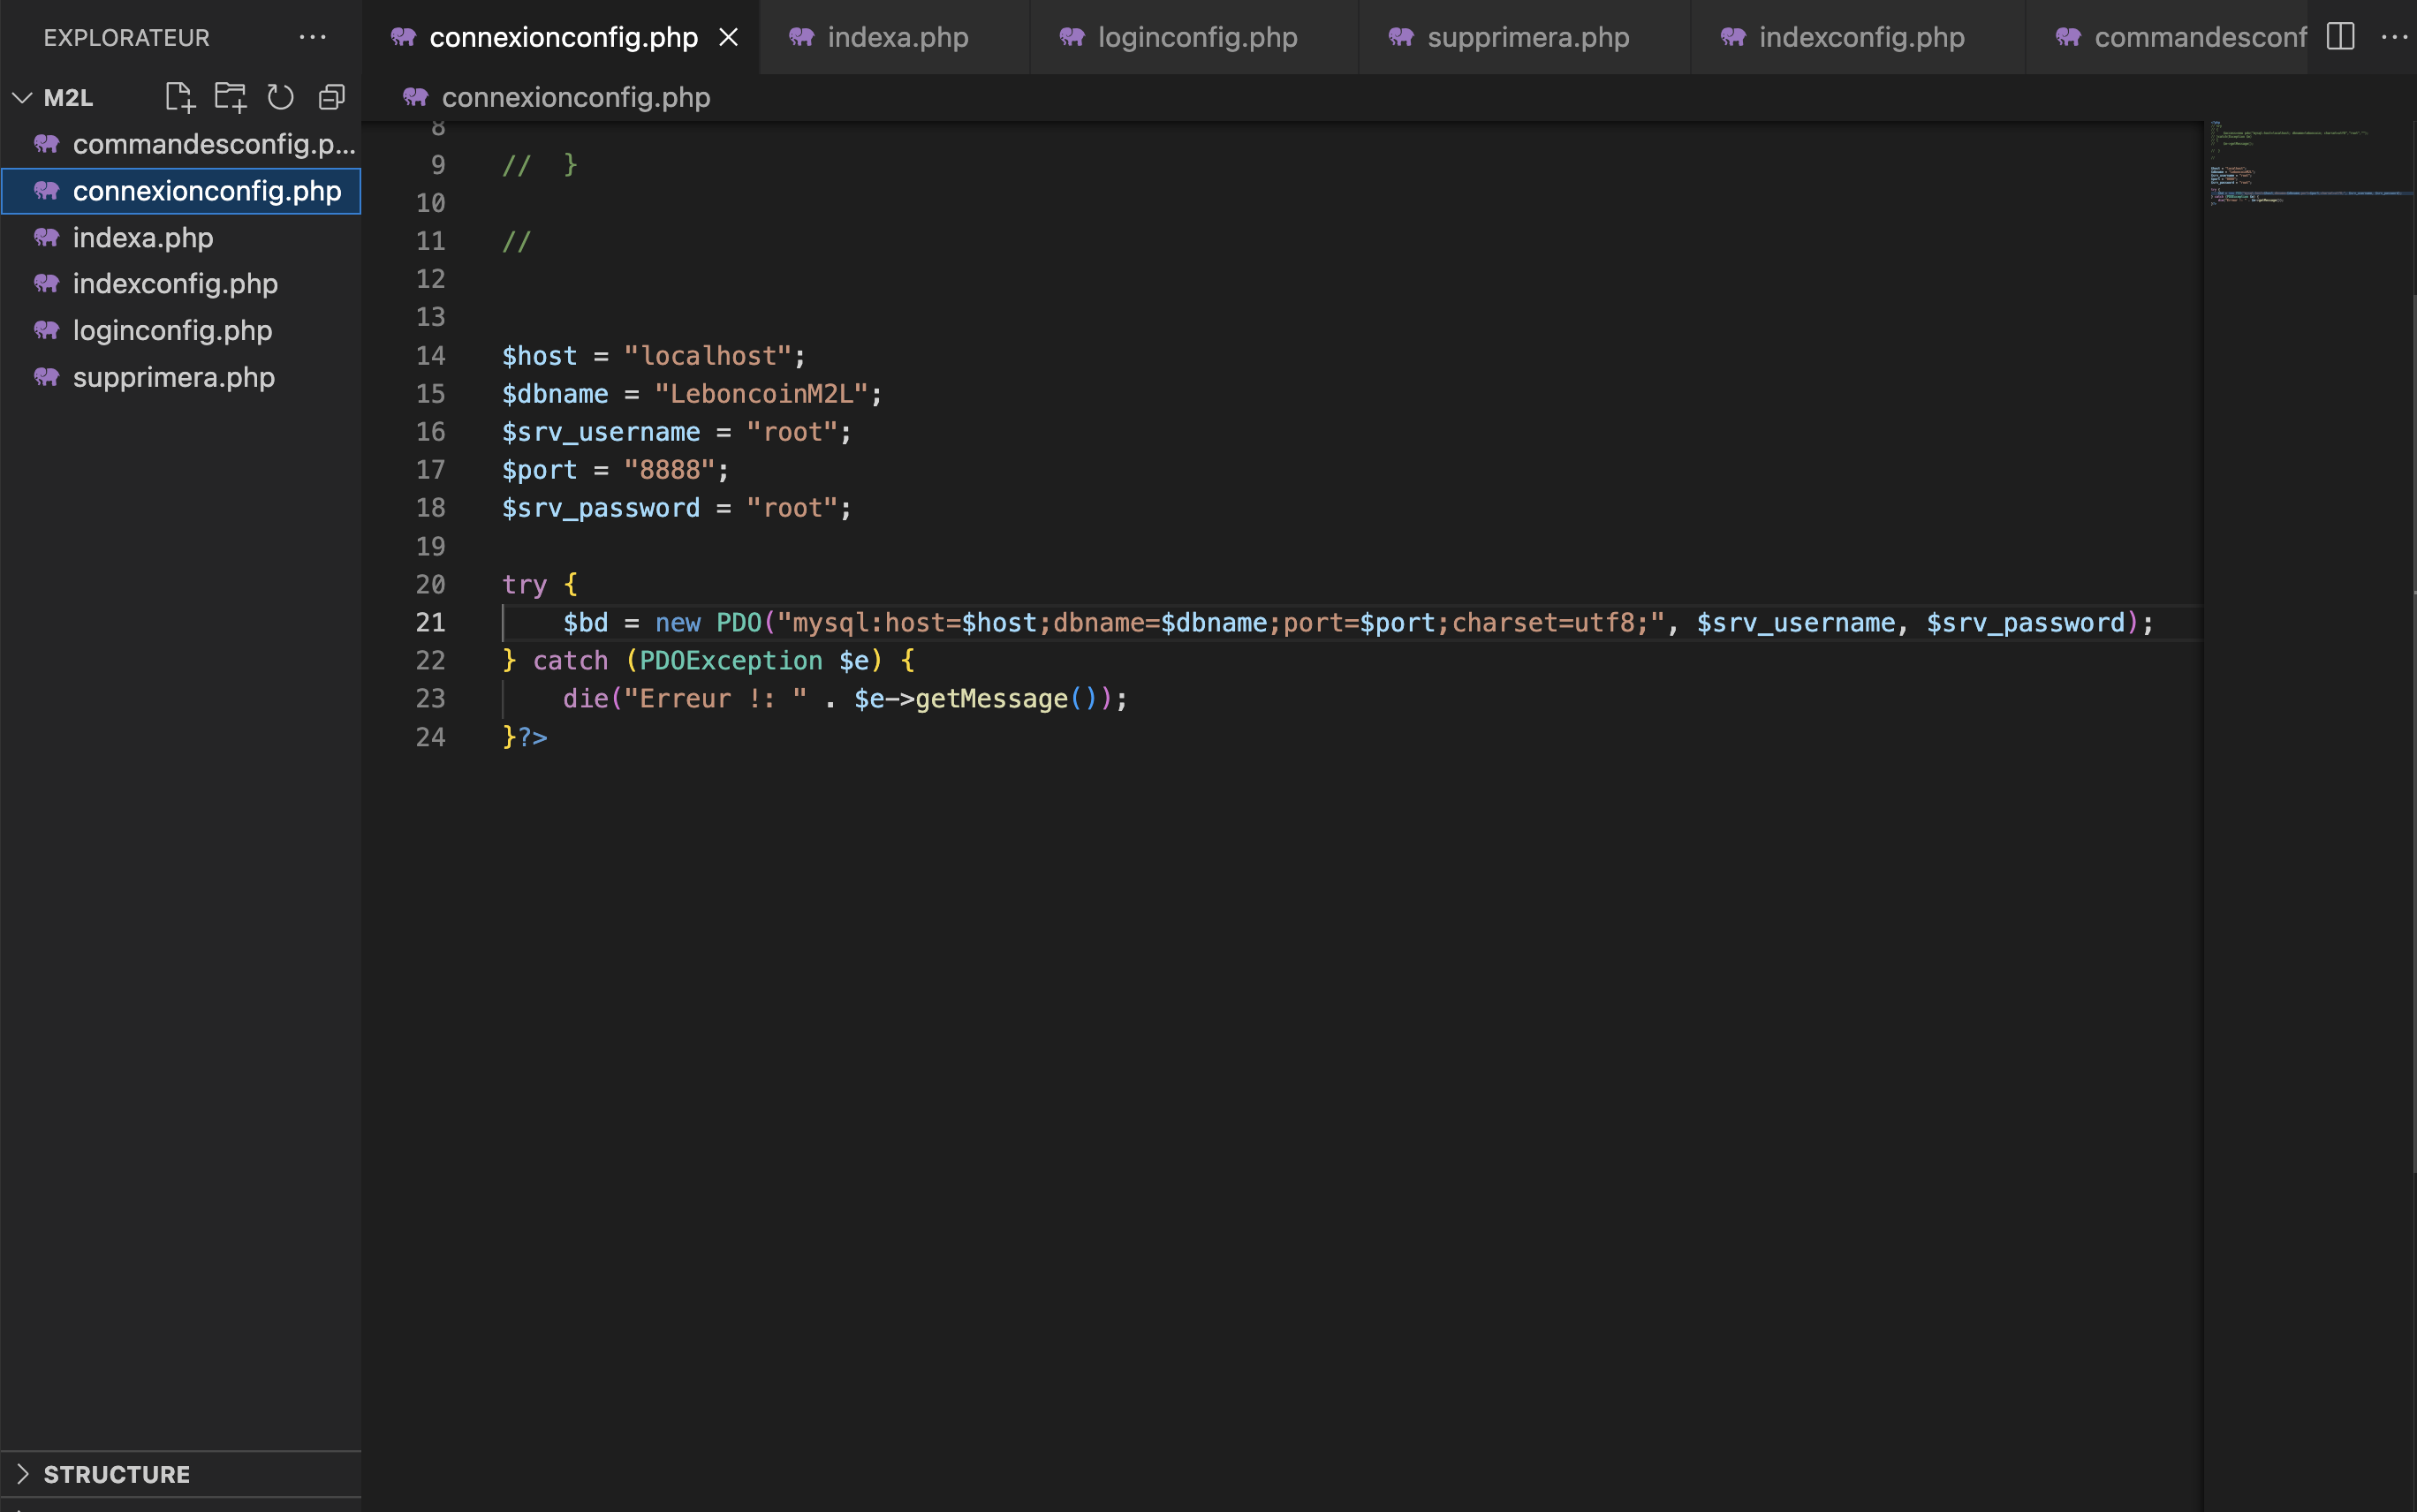 EXPLORATEUR
connexionconfig.php
indexa.php
loginconfig.php
supprimera.php
indexconfig.php
commandesconf
M2L
commandesconfig.p...
connexionconfig.php
indexa.php
indexconfig.php
loginconfig.php
supprimera.php
STRUCTURE
connexionconfig.php
8
9 // }
10
11 //
12
13
14 $host = "localhost";
15 $dbname = "LeboncoinM2L";
16 $srv_username = "root";
17 $port = "8888";
18 $srv_password = "root";
19
20 try {
21 $bd = new PDO("mysql:host=$host;dbname=$dbname;port=$port;charset=utf8;", $srv_username, $srv_password);
22 } catch (PDOException $e) {
23 die("Erreur !: " . $e->getMessage());
24 }?>